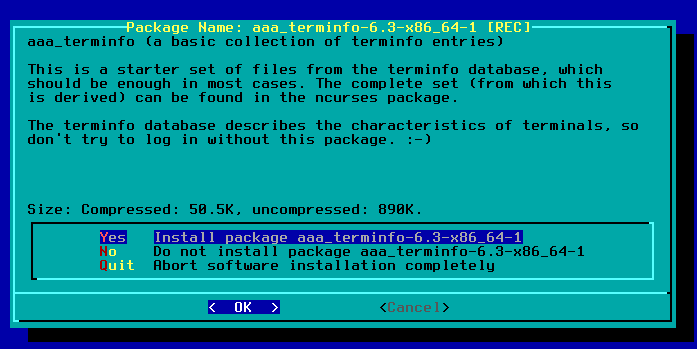 Package Name: aaa_terminfo-6.3-x86_64-1 [REC]
aaa_terminfo (a basic collection of terminfo entries)
This is a starter set of files from the terminfo database, which
should be enough in most cases. The complete set (from which this
is derived) can be found in the ncurses package.
The terminfo database describes the characteristics of terminals, so
don't try to log in without this package. :-)
Size: Compressed: 50.5K, uncompressed: 890K.
Yes Install package aaa_terminfo-6.3-x86_64-1
No Do not install package aaa_terminfo-6.3-x86_64-1
Quit Abort software installation completely
< OK > <Cancel>